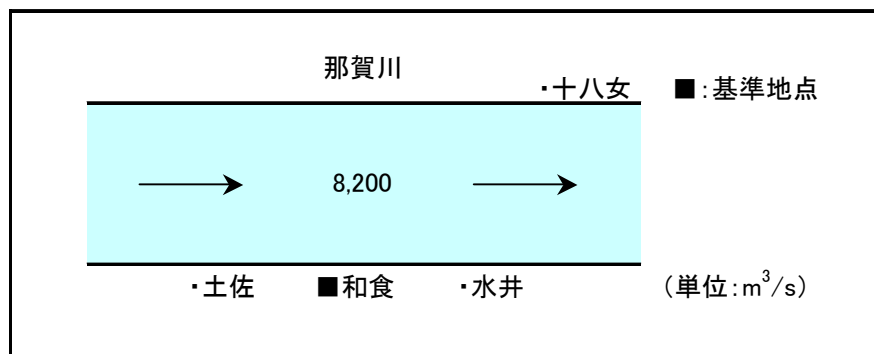 那賀川
・十八女 ■：基準地点
8,200
・土佐 ■和食 ・水井 （単位：m³/s）